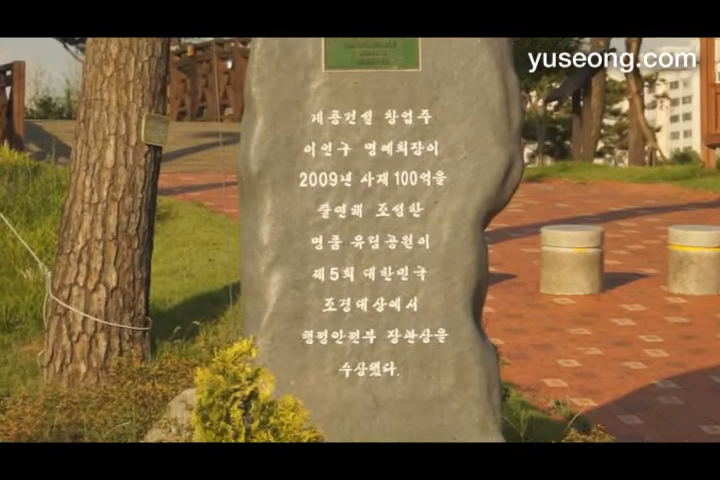 yuseong.com
계룡건설 창업주
이인구 명예회장이
2009년 사재 100억을
출연해 조성한
명품 유림공원이
제5회 대한민국
조경대상에서
행정안전부 장관상을
수상했다.